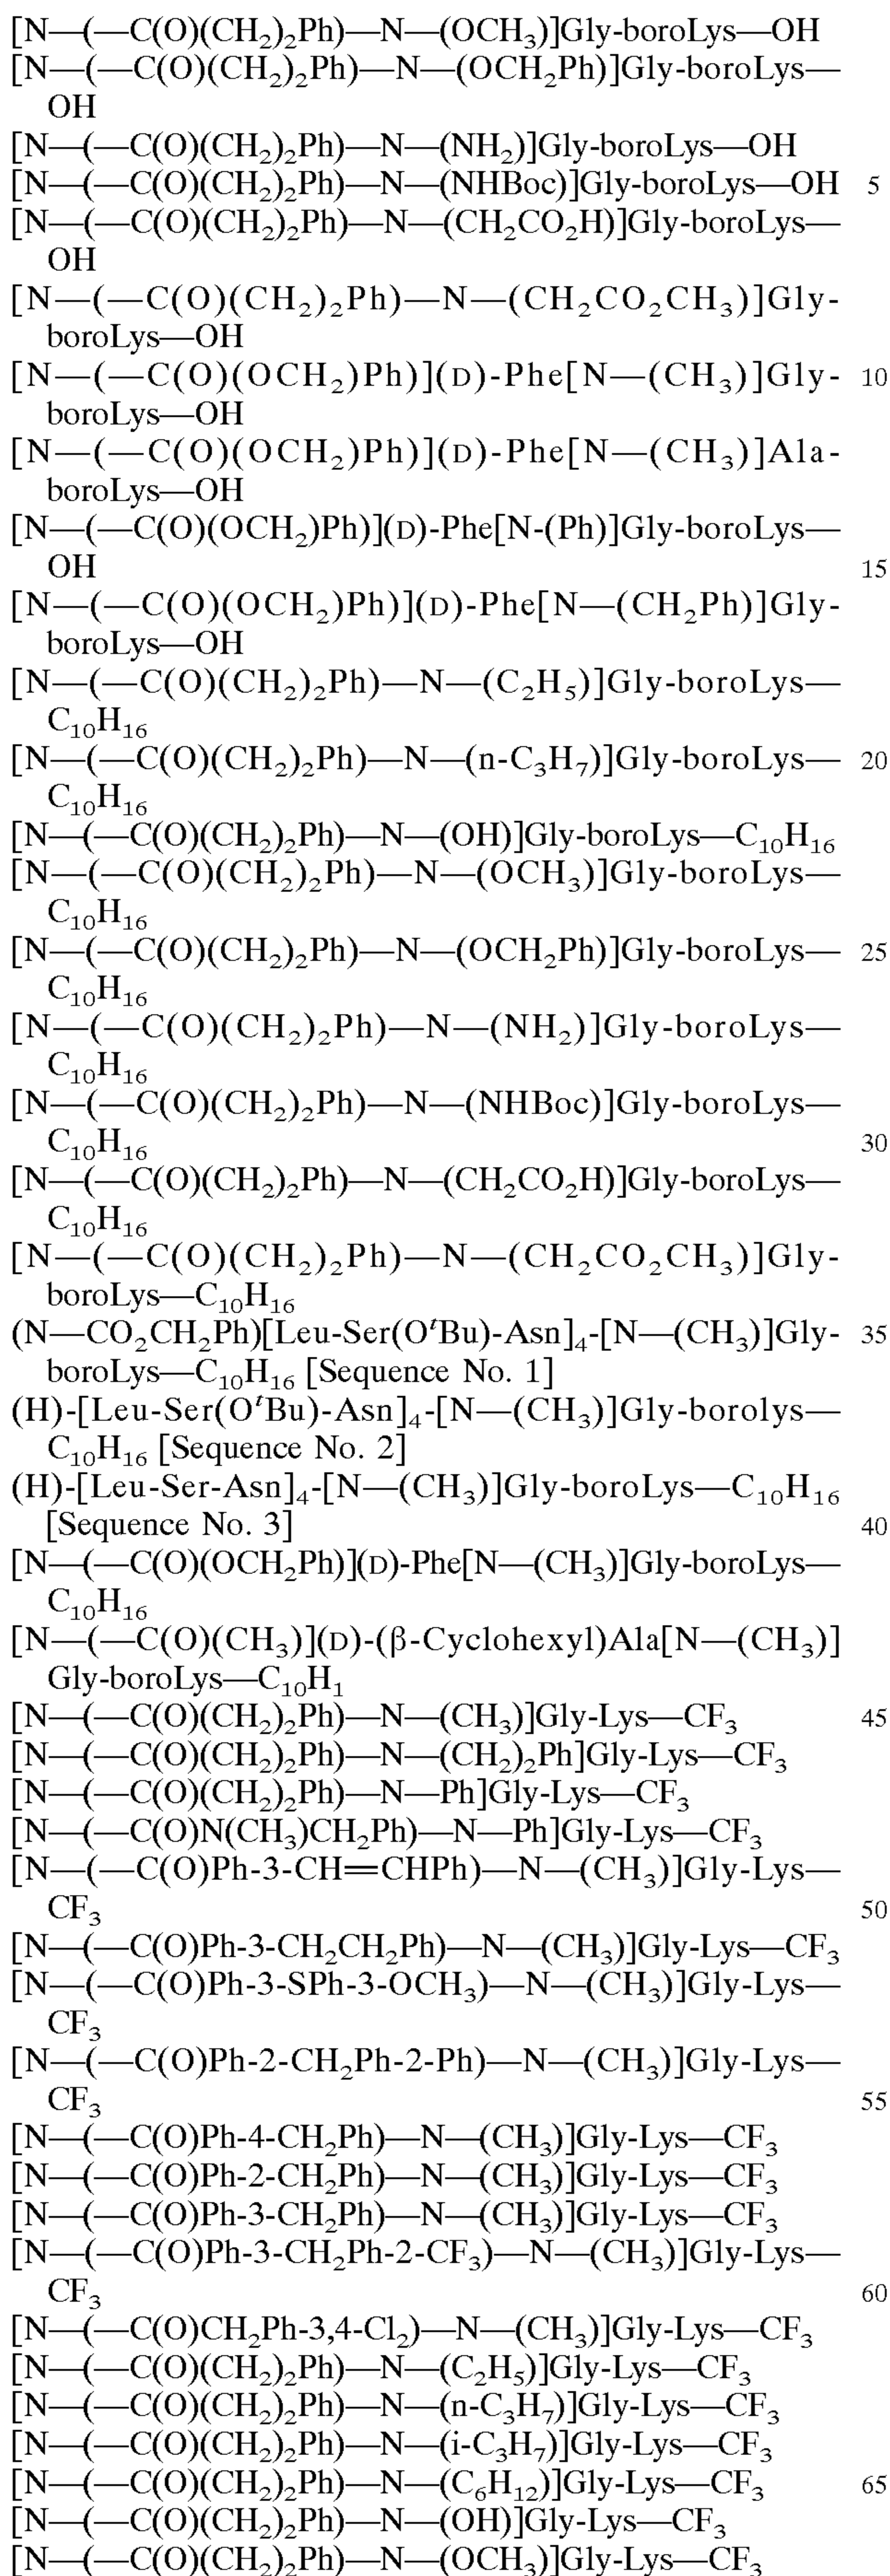 [N—(—C(O)(CH₂)₂Ph)—N—(OCH₃)]Gly-boroLys—OH
[N—(—C(O)(CH₂)₂Ph)—N—(OCH₂Ph)]Gly-boroLys—
OH
[N—(—C(O)(CH₂)₂Ph)—N—(NH₂)]Gly-boroLys—OH
[N—(—C(O)(CH₂)₂Ph)—N—(NHBoc)]Gly-boroLys—OH 5
[N—(—C(O)(CH₂)₂Ph)—N—(CH₂CO₂H)]Gly-boroLys—
OH
[N—(—C(O)(CH₂)₂Ph)—N—(CH₂CO₂CH₃)]Gly-
boroLys—OH
[N—(—C(O)(OCH₂)Ph)](D)-Phe[N—(CH₃)]Gly- 10
boroLys—OH
[N—(—C(O)(OCH₂)Ph)](D)-Phe[N—(CH₃)]Ala-
boroLys—OH
[N—(—C(O)(OCH₂)Ph)](D)-Phe[N-(Ph)]Gly-boroLys—
OH 15
[N—(—C(O)(OCH₂)Ph)](D)-Phe[N—(CH₂Ph)]Gly-
boroLys—OH
[N—(—C(O)(CH₂)₂Ph)—N—(C₂H₅)]Gly-boroLys—
C₁₀H₁₆
[N—(—C(O)(CH₂)₂Ph)—N—(n-C₃H₇)]Gly-boroLys— 20
C₁₀H₁₆
[N—(—C(O)(CH₂)₂Ph)—N—(OH)]Gly-boroLys—C₁₀H₁₆
[N—(—C(O)(CH₂)₂Ph)—N—(OCH₃)]Gly-boroLys—
C₁₀H₁₆
[N—(—C(O)(CH₂)₂Ph)—N—(OCH₂Ph)]Gly-boroLys— 25
C₁₀H₁₆
[N—(—C(O)(CH₂)₂Ph)—N—(NH₂)]Gly-boroLys—
C₁₀H₁₆
[N—(—C(O)(CH₂)₂Ph)—N—(NHBoc)]Gly-boroLys—
C₁₀H₁₆ 30
[N—(—C(O)(CH₂)₂Ph)—N—(CH₂CO₂H)]Gly-boroLys—
C₁₀H₁₆
[N—(—C(O)(CH₂)₂Ph)—N—(CH₂CO₂CH₃)]Gly-
boroLys—C₁₀H₁₆
(N—CO₂CH₂Ph)[Leu-Ser(OᵗBu)-Asn]₄-[N—(CH₃)]Gly- 35
boroLys—C₁₀H₁₆ [Sequence No. 1]
(H)-[Leu-Ser(OᵗBu)-Asn]₄-[N—(CH₃)]Gly-borolys—
C₁₀H₁₆ [Sequence No. 2]
(H)-[Leu-Ser-Asn]₄-[N—(CH₃)]Gly-boroLys—C₁₀H₁₆
[Sequence No. 3] 40
[N—(—C(O)(OCH₂Ph)](D)-Phe[N—(CH₃)]Gly-boroLys—
C₁₀H₁₆
[N—(—C(O)(CH₃)](D)-(β-Cyclohexyl)Ala[N—(CH₃)]
Gly-boroLys—C₁₀H₁
[N—(—C(O)(CH₂)₂Ph)—N—(CH₃)]Gly-Lys—CF₃ 45
[N—(—C(O)(CH₂)₂Ph)—N—(CH₂)₂Ph]Gly-Lys—CF₃
[N—(—C(O)(CH₂)₂Ph)—N—Ph]Gly-Lys—CF₃
[N—(—C(O)N(CH₃)CH₂Ph)—N—Ph]Gly-Lys—CF₃
[N—(—C(O)Ph-3-CH=CHPh)—N—(CH₃)]Gly-Lys—
CF₃ 50
[N—(—C(O)Ph-3-CH₂CH₂Ph)—N—(CH₃)]Gly-Lys—CF₃
[N—(—C(O)Ph-3-SPh-3-OCH₃)—N—(CH₃)]Gly-Lys—
CF₃
[N—(—C(O)Ph-2-CH₂Ph-2-Ph)—N—(CH₃)]Gly-Lys—
CF₃ 55
[N—(—C(O)Ph-4-CH₂Ph)—N—(CH₃)]Gly-Lys—CF₃
[N—(—C(O)Ph-2-CH₂Ph)—N—(CH₃)]Gly-Lys—CF₃
[N—(—C(O)Ph-3-CH₂Ph)—N—(CH₃)]Gly-Lys—CF₃
[N—(—C(O)Ph-3-CH₂Ph-2-CF₃)—N—(CH₃)]Gly-Lys—
CF₃ 60
[N—(—C(O)CH₂Ph-3,4-Cl₂)—N—(CH₃)]Gly-Lys—CF₃
[N—(—C(O)(CH₂)₂Ph)—N—(C₂H₅)]Gly-Lys—CF₃
[N—(—C(O)(CH₂)₂Ph)—N—(n-C₃H₇)]Gly-Lys—CF₃
[N—(—C(O)(CH₂)₂Ph)—N—(i-C₃H₇)]Gly-Lys—CF₃
[N—(—C(O)(CH₂)₂Ph)—N—(C₆H₁₂)]Gly-Lys—CF₃ 65
[N—(—C(O)(CH₂)₂Ph)—N—(OH)]Gly-Lys—CF₃
[N—(—C(O)(CH₂)₂Ph)—N—(OCH₃)]Gly-Lys—CF₃